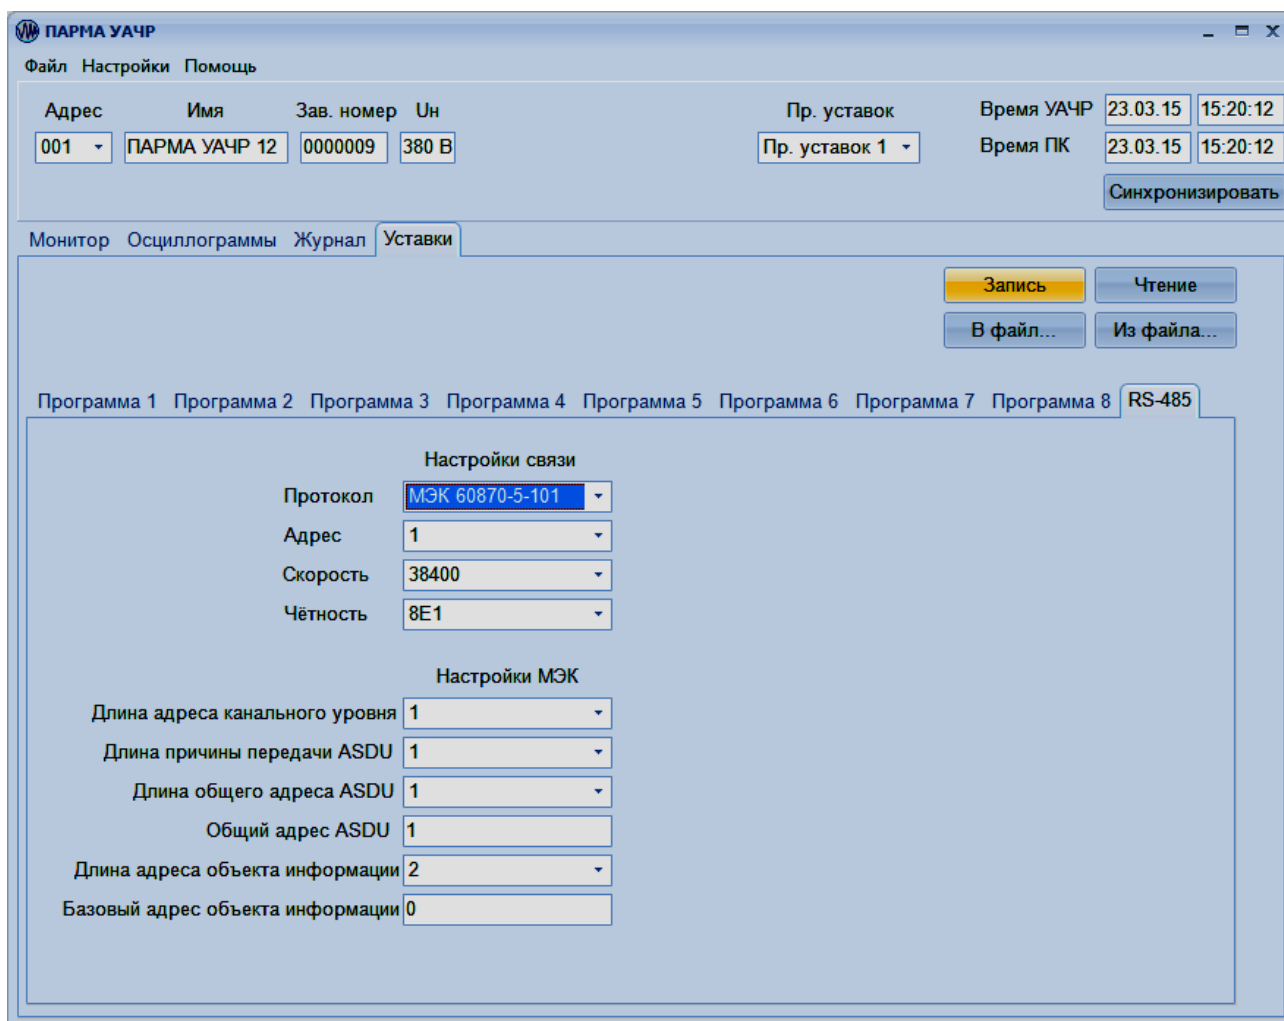 ПАРМА УАЧР
Файл Настройки Помощь
Адрес Имя Зав. номер Uн Пр. уставок Время УАЧР 23.03.15 15:20:12
001 ПАРМА УАЧР 12 0000009 380 В Пр. уставок 1 Время ПК 23.03.15 15:20:12
Синхронизировать
Монитор Осциллограммы Журнал Уставки
Запись Чтение
В файл... Из файла...
Программа 1 Программа 2 Программа 3 Программа 4 Программа 5 Программа 6 Программа 7 Программа 8 RS-485
Настройки связи
Протокол МЭК 60870-5-101
Адрес 1
Скорость 38400
Чётность 8E1
Настройки МЭК
Длина адреса канального уровня 1
Длина причины передачи ASDU 1
Длина общего адреса ASDU 1
Общий адрес ASDU 1
Длина адреса объекта информации 2
Базовый адрес объекта информации 0